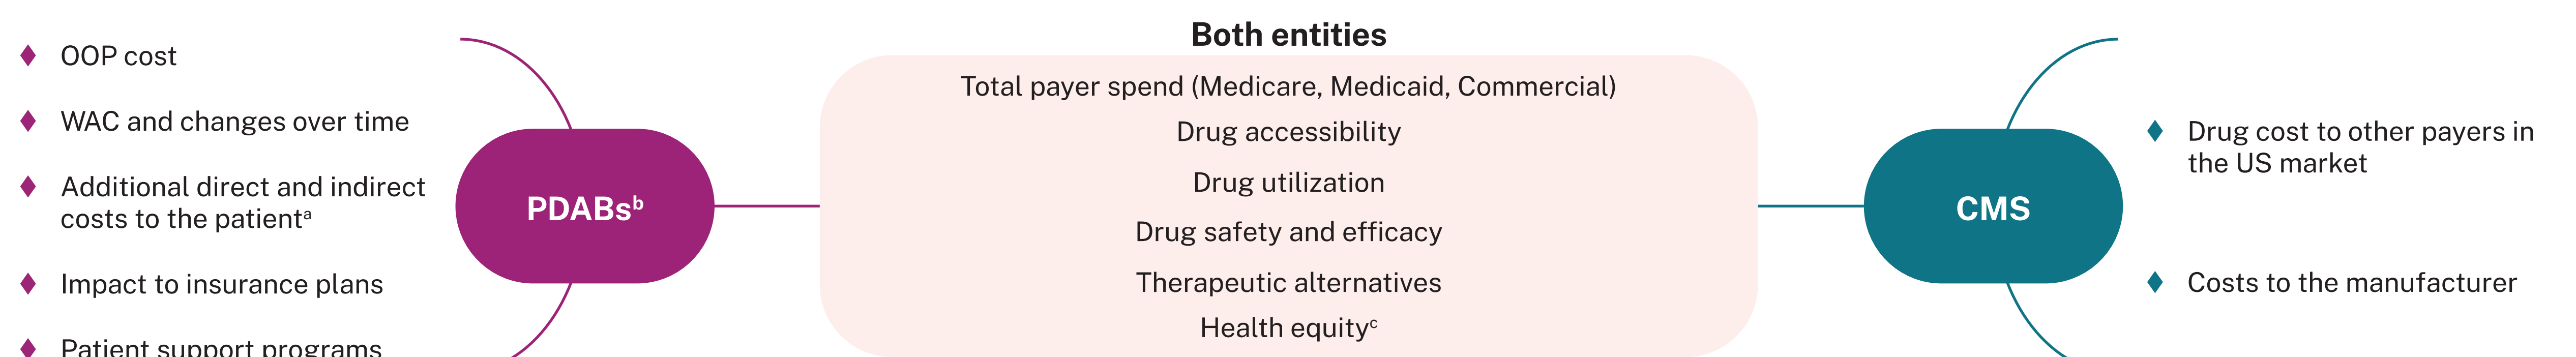 OOP cost
WAC and changes over time
Additional direct and indirect
costs to the patientᵃ
Impact to insurance plans
Patient support programs
PDABsᵇ
Both entities
Total payer spend (Medicare, Medicaid, Commercial)
Drug accessibility
Drug utilization
Drug safety and efficacy
Therapeutic alternatives
Health equityᶜ
CMS
Drug cost to other payers in
the US market
Costs to the manufacturer